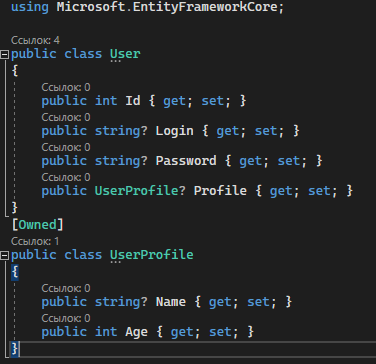 using Microsoft.EntityFrameworkCore;
Ссылок: 4
public class User
{
Ссылок: 0
public int Id { get; set; }
Ссылок: 0
public string? Login { get; set; }
Ссылок: 0
public string? Password { get; set; }
Ссылок: 0
public UserProfile? Profile { get; set; }
}
[Owned]
Ссылок: 1
public class UserProfile
{
Ссылок: 0
public string? Name { get; set; }
Ссылок: 0
public int Age { get; set; }
}